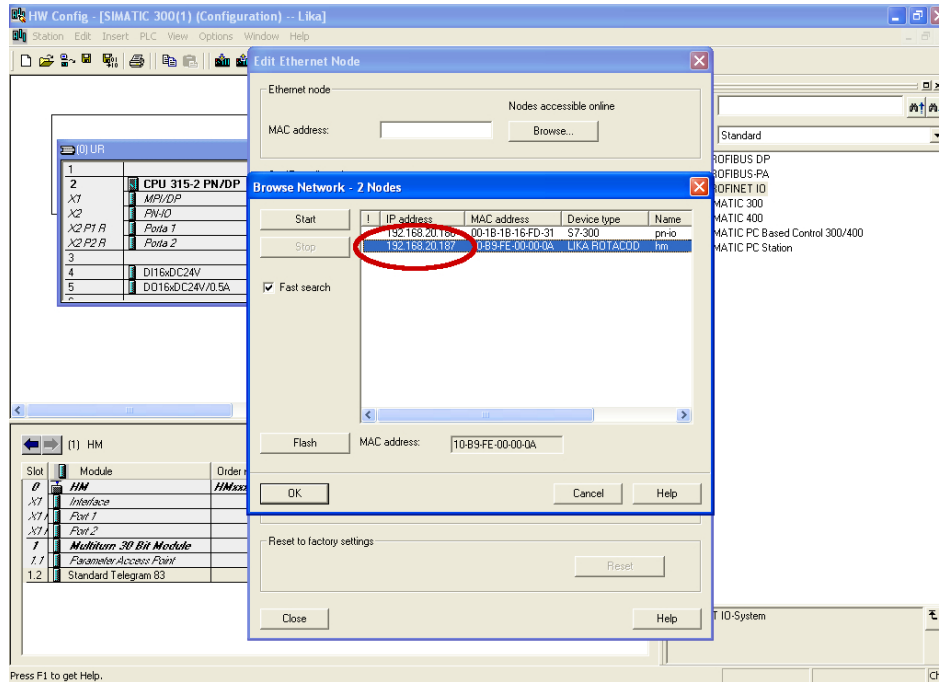 HW Config - [SIMATIC 300(1) (Configuration) -- Lika]
Station Edit Insert PLC View Options Window Help
Edit Ethernet Node
Ethernet node
Nodes accessible online
MAC address:
Browse...
Standard
(0) UR
1
2 CPU 315-2 PN/DP
X1 MPI/DP
X2 PN-IO
X2 P1 R Porta 1
X2 P2 R Porta 2
3
4 DI16xDC24V
5 DO16xDC24V/0.5A
ROFIBUS DP
ROFIBUS-PA
ROFINET IO
MATIC 300
MATIC 400
MATIC PC Based Control 300/400
MATIC PC Station
Browse Network - 2 Nodes
Start
Stop
Fast search
! IP address MAC address Device type Name
00-1B-1B-16-FD-31 S7-300 pn-io
192.168.20.187 0-B9-FE-00-00-0A LIKA ROTACOD hm
Flash
MAC address: 10-B9-FE-00-00-0A
OK Cancel Help
(1) HM
Slot Module Order
0 HM HMxx
X1 Interface
Port 1
Port 2
1 Multiturn 30 Bit Module
1.1 Parameter Access Point
1.2 Standard Telegram 83
Reset to factory settings
Reset
Close Help
T IO-System
Press F1 to get Help.
Ch